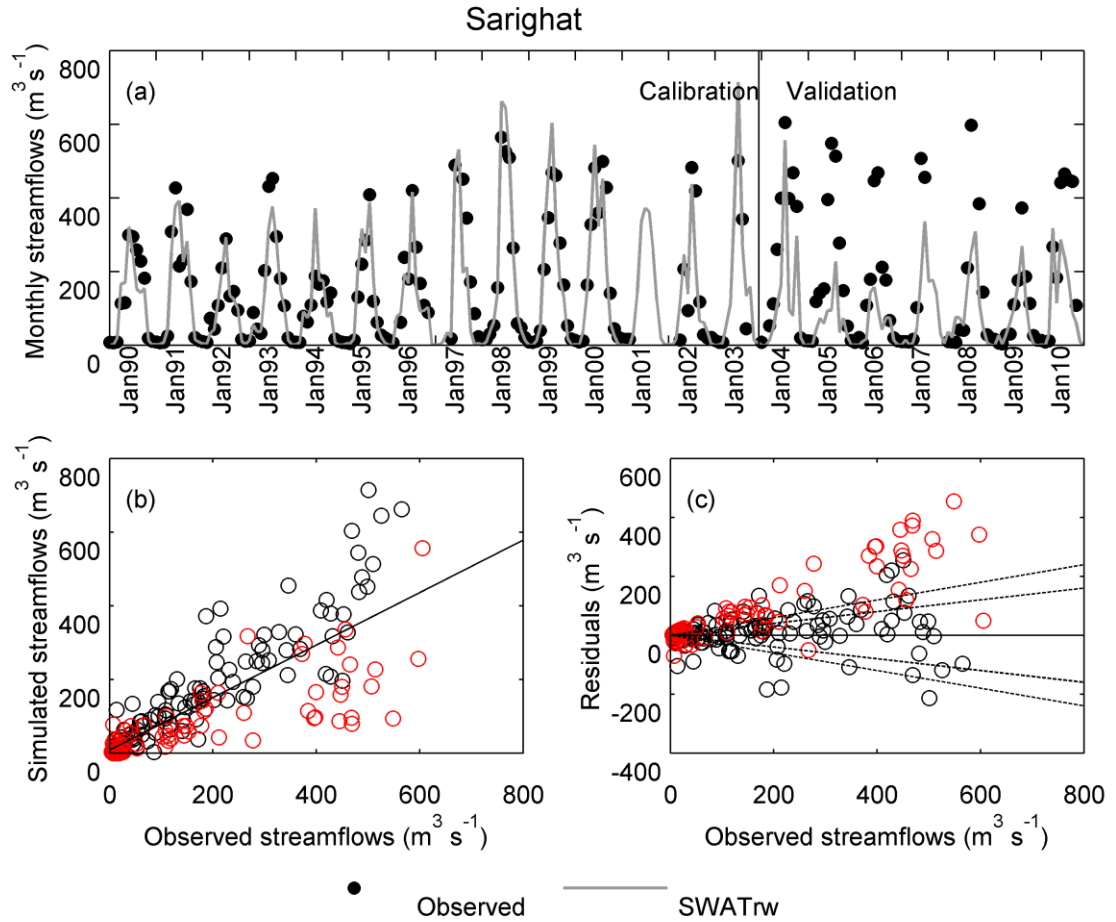 Sarighat
(a)
Calibration
Validation
Monthly streamflows (m³ s⁻¹)
800
600
400
200
0
Jan90
Jan91
Jan92
Jan93
Jan94
Jan95
Jan96
Jan97
Jan98
Jan99
Jan00
Jan01
Jan02
Jan03
Jan04
Jan05
Jan06
Jan07
Jan08
Jan09
Jan10
(b)
Simulated streamflows (m³ s⁻¹)
800
600
400
200
0
0 200 400 600 800
Observed streamflows (m³ s⁻¹)
(c)
Residuals (m³ s⁻¹)
600
400
200
0
-200
-400
0 200 400 600 800
Observed streamflows (m³ s⁻¹)
Observed
SWATrw